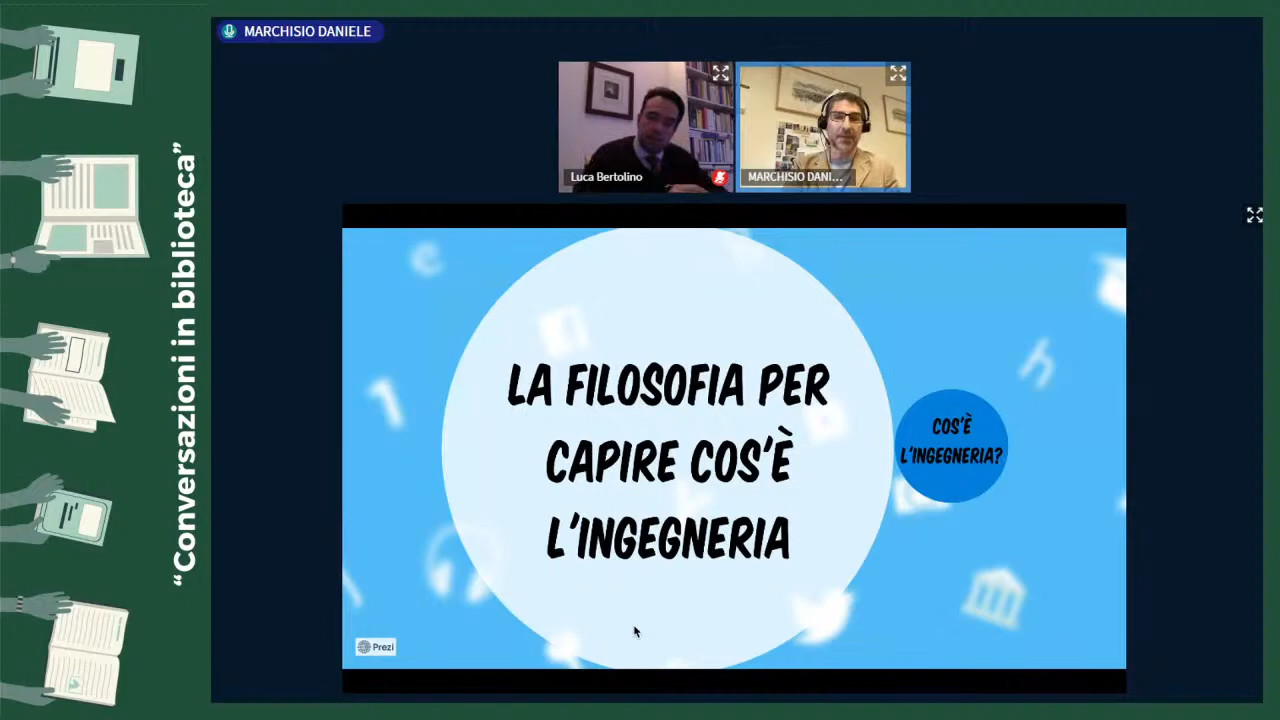 MARCHISIO DANIELE
Luca Bertolino
MARCHISIO DANI...
"Conversazioni in biblioteca"
LA FILOSOFIA PER
CAPIRE COS'È
L'INGEGNERIA
COS'È
L'INGEGNERIA?
Prezi